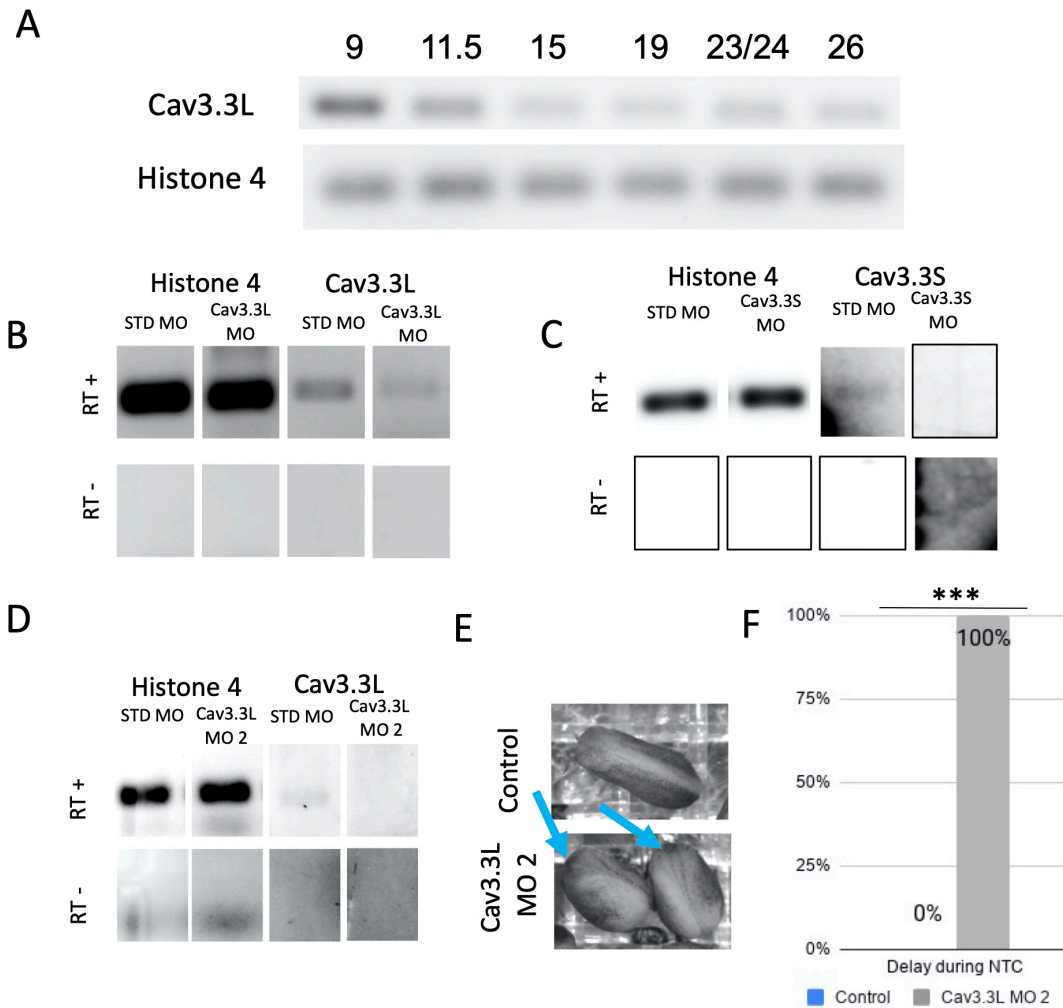 A
9 11.5 15 19 23/24 26
Cav3.3L
Histone 4
B
Histone 4 Cav3.3L
STD MO Cav3.3L MO STD MO Cav3.3L MO
RT +
RT -
C
Histone 4 Cav3.3S
STD MO Cav3.3S MO STD MO Cav3.3S MO
RT +
RT -
D
Histone 4 Cav3.3L
STD MO Cav3.3L MO 2 STD MO Cav3.3L MO 2
RT +
RT -
E
Control
Cav3.3L
MO 2
F
***
100%
100%
75%
50%
25%
0%
0%
Delay during NTC
Control Cav3.3L MO 2